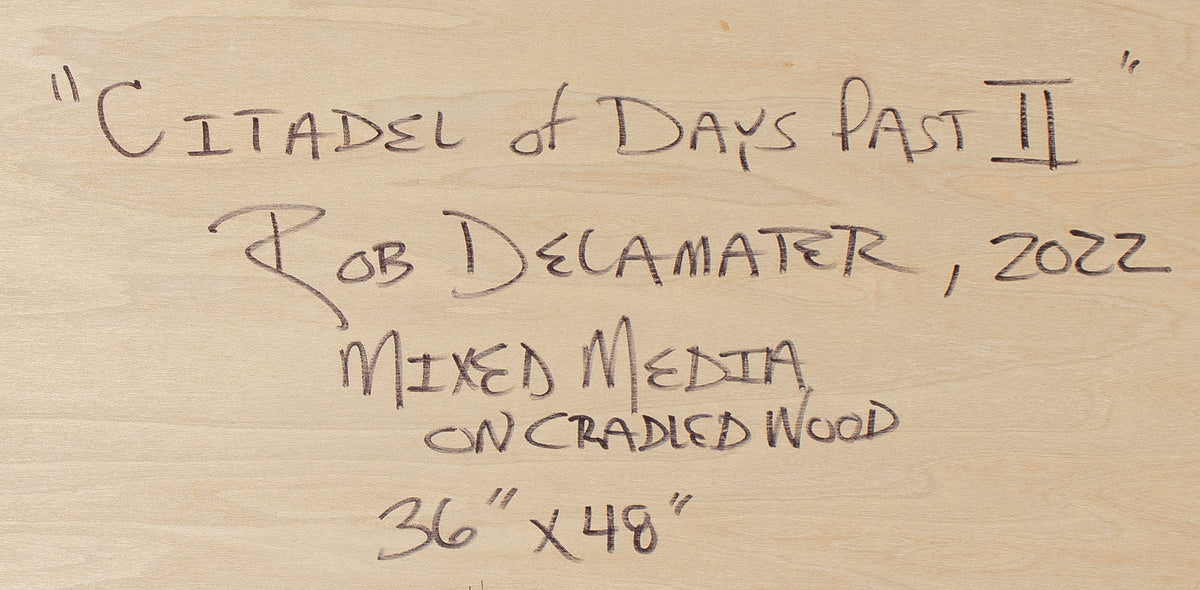 "CITADEL of DAYS PAST II"
ROB DELAMATER, 2022
MIXED MEDIA
ON CRADLED WOOD
36" X 48"